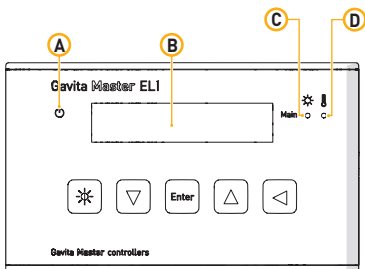 A
B
C
D
Gavita Master EL1
Main
Enter
Gavita Master controllers